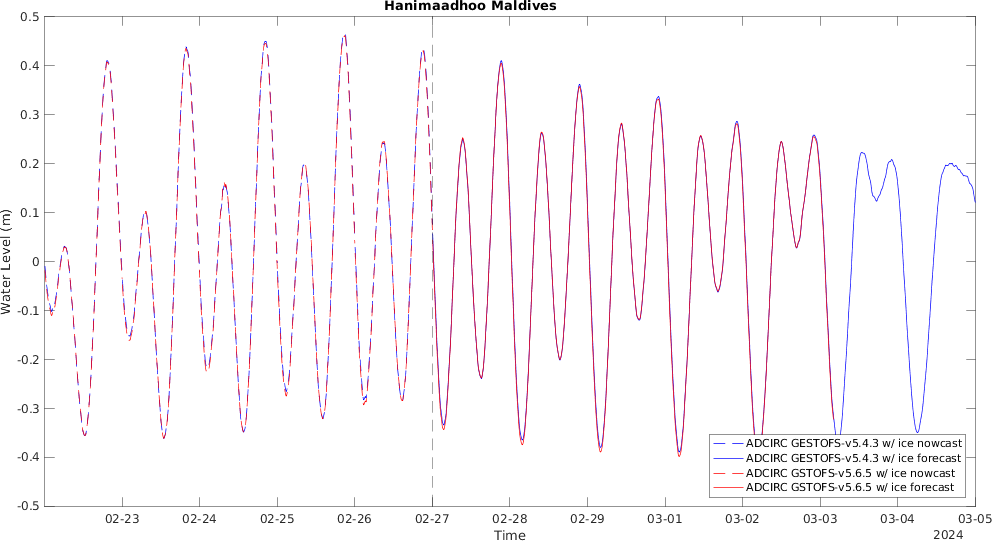 Hanimaadhoo Maldives
Water Level (m)
0.5
0.4
0.3
0.2
0.1
0
-0.1
-0.2
-0.3
-0.4
-0.5
ADCIRC GESTOFS-v5.4.3 w/ ice nowcast
ADCIRC GESTOFS-v5.4.3 w/ ice forecast
ADCIRC GSTOFS-v5.6.5 w/ ice nowcast
ADCIRC GSTOFS-v5.6.5 w/ ice forecast
02-23 02-24 02-25 02-26 02-27 02-28 02-29 03-01 03-02 03-03 03-04 03-05
Time
2024